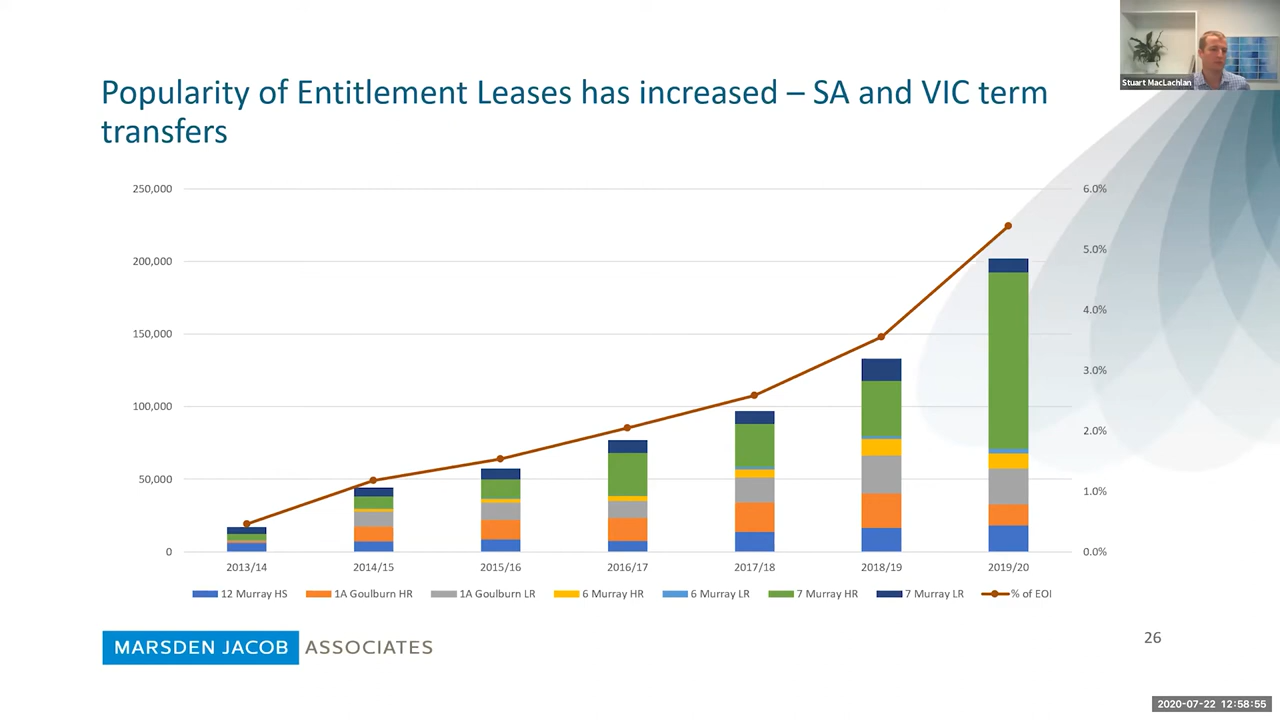 Stuart MacLachlan
Popularity of Entitlement Leases has increased – SA and VIC term
transfers
250,000
200,000
150,000
100,000
50,000
0
6.0%
5.0%
4.0%
3.0%
2.0%
1.0%
0.0%
2013/14 2014/15 2015/16 2016/17 2017/18 2018/19 2019/20
12 Murray HS 1A Goulburn HR 1A Goulburn LR 6 Murray HR 6 Murray LR 7 Murray HR 7 Murray LR % of EOI
MARSDEN JACOB ASSOCIATES
26
2020-07-22 12:58:55